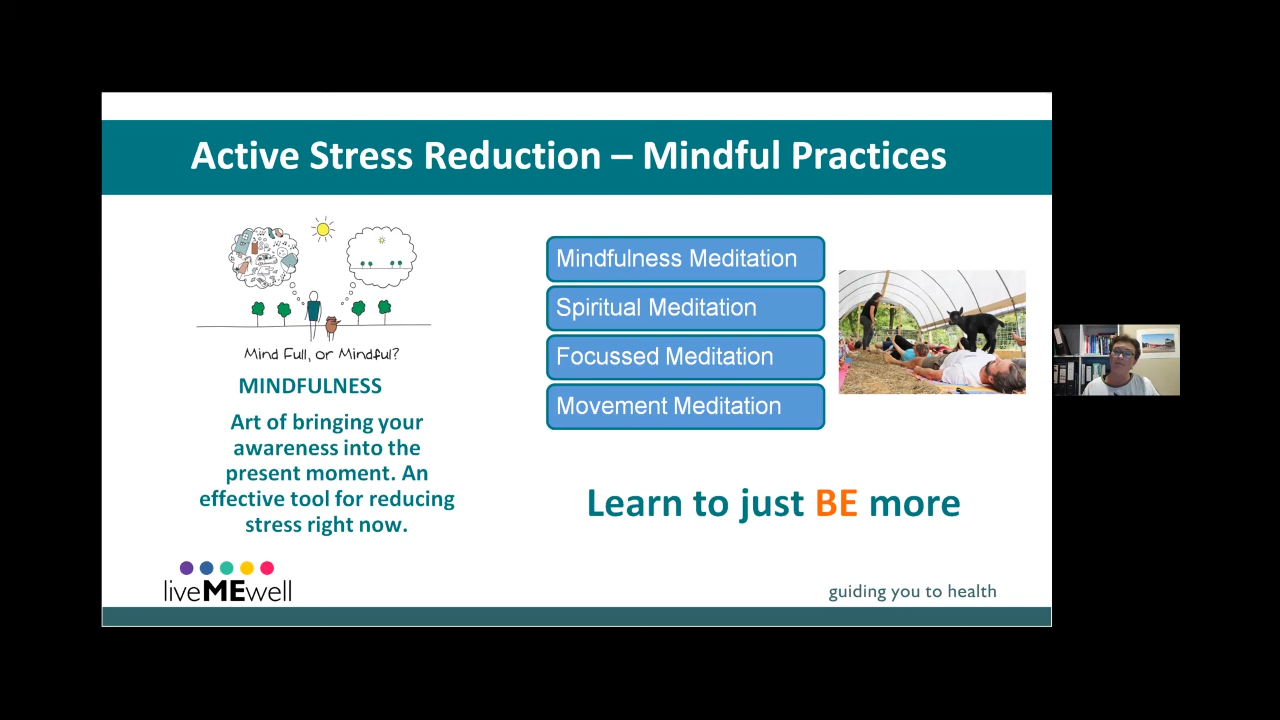 Active Stress Reduction – Mindful Practices
Mind Full, or Mindful?
MINDFULNESS
Art of bringing your
awareness into the
present moment. An
effective tool for reducing
stress right now.
Mindfulness Meditation
Spiritual Meditation
Focussed Meditation
Movement Meditation
Learn to just BE more
liveMEwell
guiding you to health